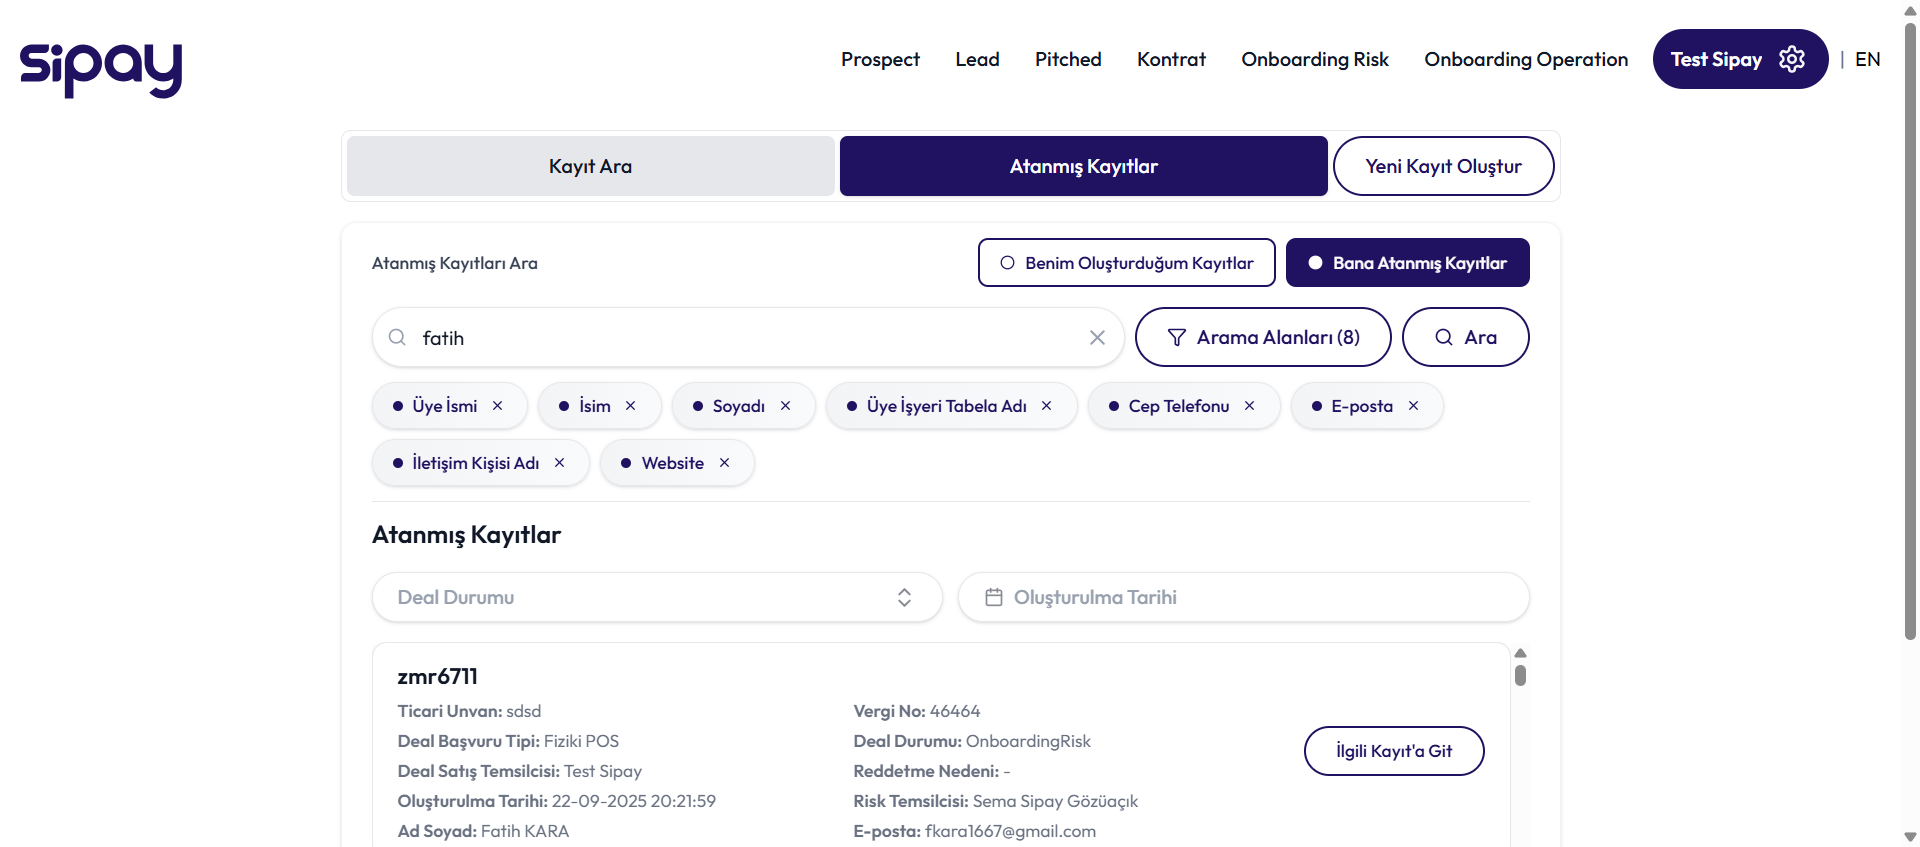 sipay
Prospect Lead Pitched Kontrat Onboarding Risk Onboarding Operation Test Sipay | EN
Kayıt Ara Atanmış Kayıtlar Yeni Kayıt Oluştur
Atanmış Kayıtları Ara Benim Oluşturduğum Kayıtlar Bana Atanmış Kayıtlar
fatih Arama Alanları (8) Ara
Üye İsmi İsim Soyadı Üye İşyeri Tabela Adı Cep Telefonu E-posta
İletişim Kişisi Adı Website
Atanmış Kayıtlar
Deal Durumu Oluşturulma Tarihi
zmr6711
Ticari Unvan: sdsd Vergi No: 46464
Deal Başvuru Tipi: Fiziki POS Deal Durumu: OnboardingRisk
İlgili Kayıt'a Git
Deal Satış Temsilcisi: Test Sipay Reddetme Nedeni: -
Oluşturulma Tarihi: 22-09-2025 20:21:59 Risk Temsilcisi: Sema Sipay Gözüaçık
Ad Soyad: Fatih KARA E-posta: fkara1667@gmail.com